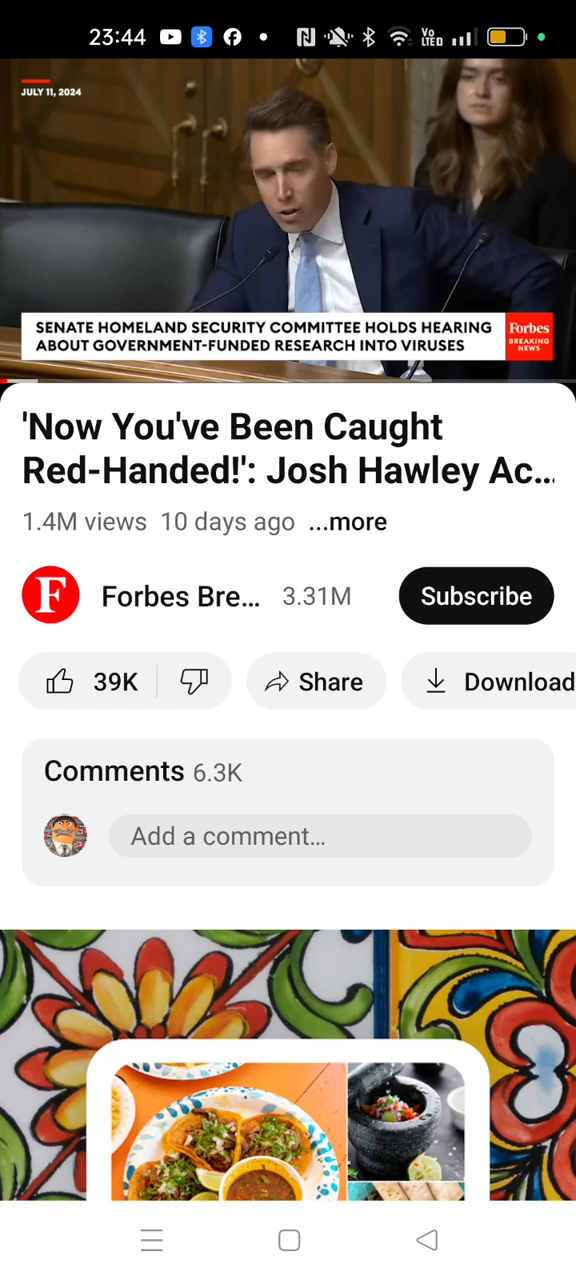 23:44
Vo
LTED
JULY 11, 2024
SENATE HOMELAND SECURITY COMMITTEE HOLDS HEARING
ABOUT GOVERNMENT-FUNDED RESEARCH INTO VIRUSES
Forbes
BREAKING
NEWS
'Now You've Been Caught
Red-Handed!': Josh Hawley Ac...
1.4M views 10 days ago ...more
F Forbes Bre... 3.31M Subscribe
39K Share Download
Comments 6.3K
Add a comment...